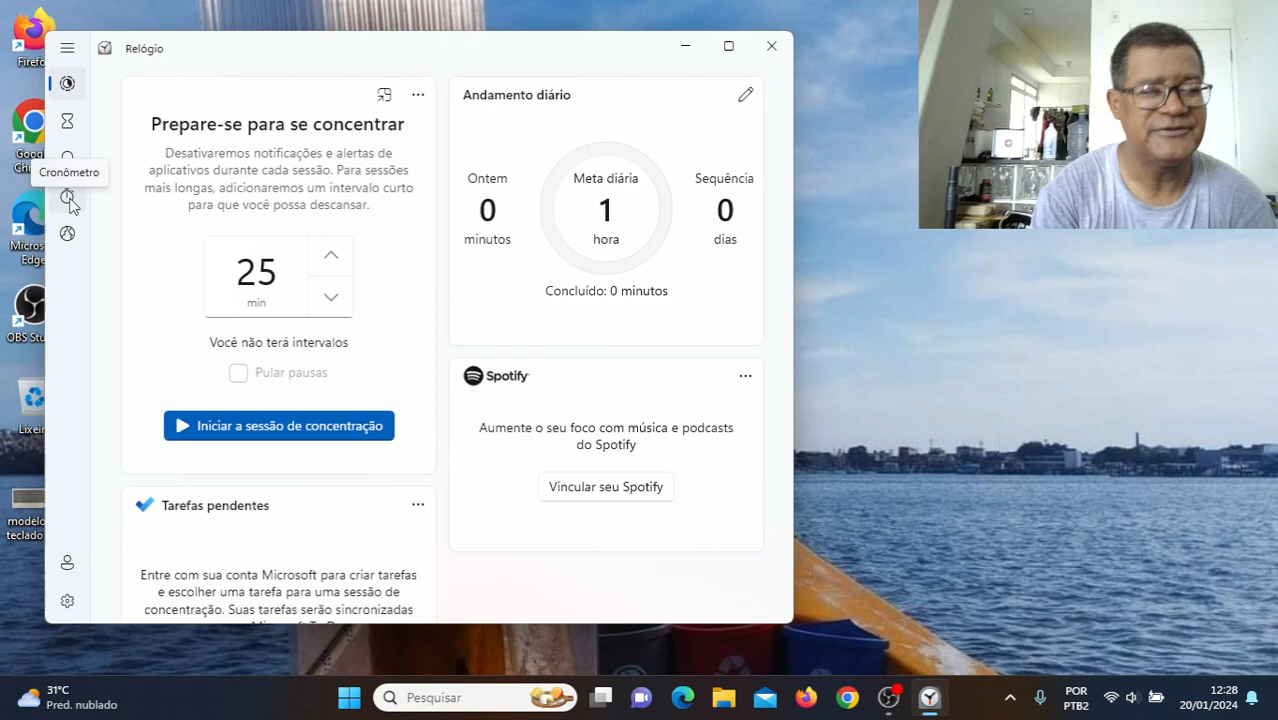 Firefo
Goog
Chr
Micros
Edge
OBS Stu
Lixeir
modelo
teclado
Relógio
Cronômetro
Prepare-se para se concentrar
Desativaremos notificações e alertas de
aplicativos durante cada sessão. Para sessões
mais longas, adicionaremos um intervalo curto
para que você possa descansar.
25
min
Você não terá intervalos
Pular pausas
Iniciar a sessão de concentração
Tarefas pendentes
Entre com sua conta Microsoft para criar tarefas
e escolher uma tarefa para uma sessão de
concentração. Suas tarefas serão sincronizadas
Andamento diário
Ontem
0
minutos
Meta diária
1
hora
Sequência
0
dias
Concluído: 0 minutos
Spotify
Aumente o seu foco com música e podcasts
do Spotify
Vincular seu Spotify
31°C
Pred. nublado
Pesquisar
POR
PTB2
12:28
20/01/2024